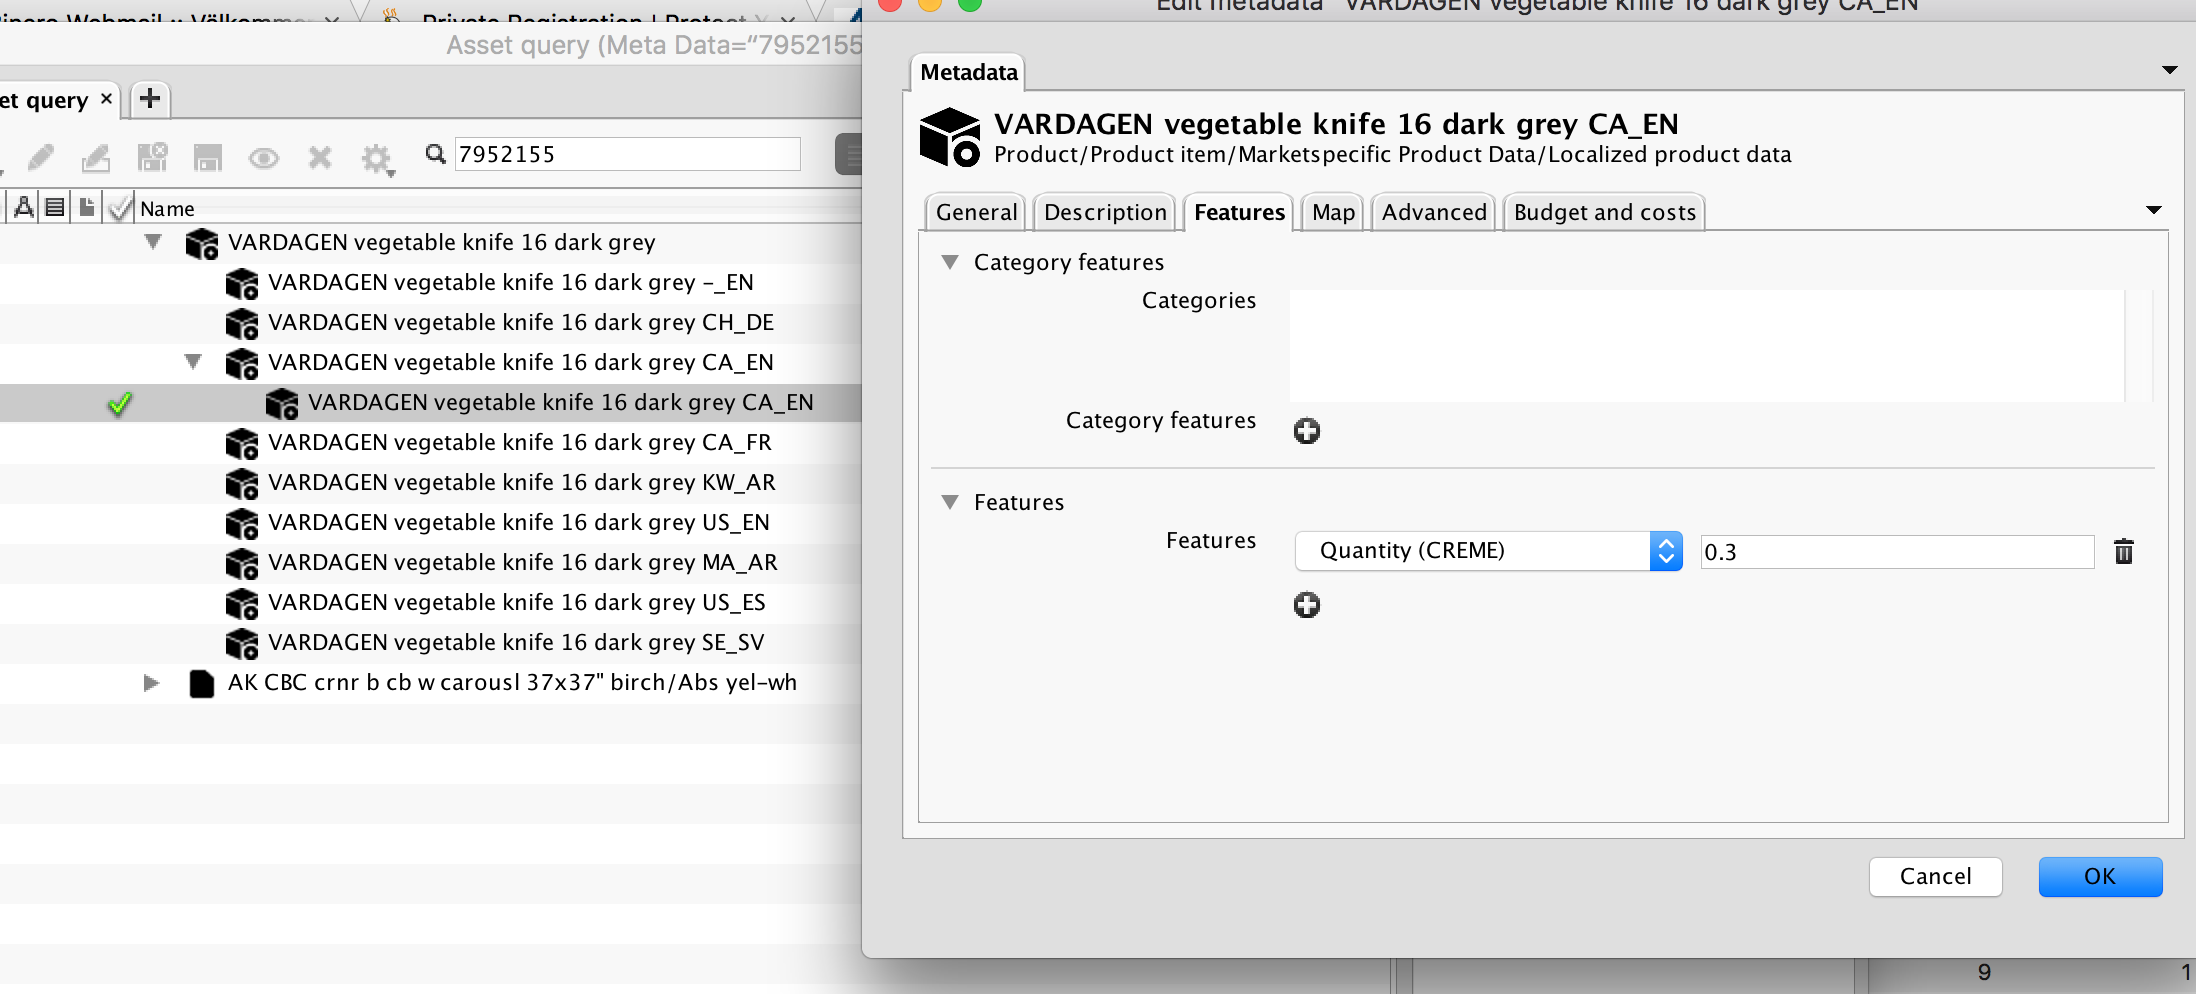 Private Registration | Protect
Asset query (Meta Data="7952155
et query
7952155
Name
VARDAGEN vegetable knife 16 dark grey
VARDAGEN vegetable knife 16 dark grey -_EN
VARDAGEN vegetable knife 16 dark grey CH_DE
VARDAGEN vegetable knife 16 dark grey CA_EN
VARDAGEN vegetable knife 16 dark grey CA_EN
VARDAGEN vegetable knife 16 dark grey CA_FR
VARDAGEN vegetable knife 16 dark grey KW_AR
VARDAGEN vegetable knife 16 dark grey US_EN
VARDAGEN vegetable knife 16 dark grey MA_AR
VARDAGEN vegetable knife 16 dark grey US_ES
VARDAGEN vegetable knife 16 dark grey SE_SV
AK CBC crnr b cb w carousl 37x37" birch/Abs yel-wh
Edit metadata "VARDAGEN vegetable knife 16 dark grey CA_EN"
Metadata
VARDAGEN vegetable knife 16 dark grey CA_EN
Product/Product item/Marketspecific Product Data/Localized product data
General Description Features Map Advanced Budget and costs
Category features
Categories
Category features
Features
Features Quantity (CREME) 0.3
Cancel OK
9 1